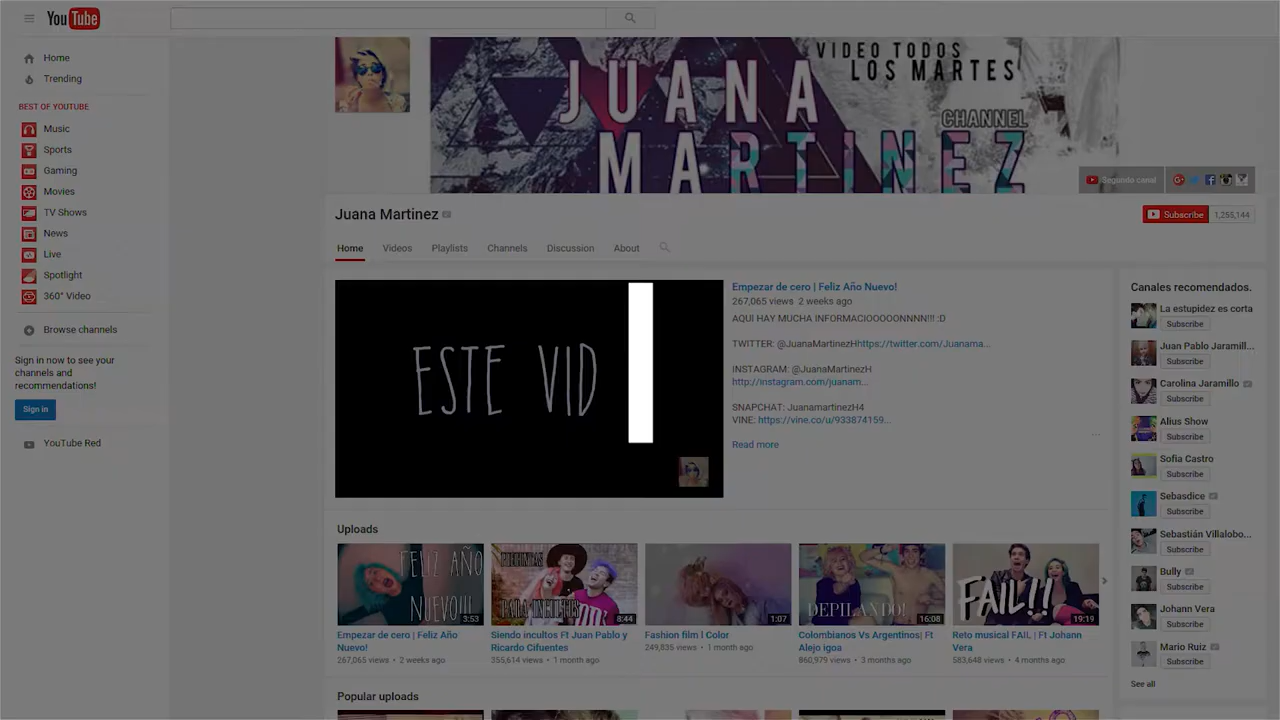 YouTube
Home
Trending
BEST OF YOUTUBE
Music
Sports
Gaming
Movies
TV Shows
News
Live
Spotlight
360° Video
Browse channels
Sign in now to see your
channels and
recommendations!
Sign in
YouTube Red
VIDEO TODOS
LOS MARTES
JUANA
CHANNEL
MARTINEZ
Segundo canal
Juana Martinez
Subscribe 1,255,144
Home Videos Playlists Channels Discussion About
ESTE VID
Empezar de cero | Feliz Año Nuevo!
267,065 views 2 weeks ago
AQUI HAY MUCHA INFORMACIOOOOONNNN!!! :D
TWITTER: @JuanaMartinezHhttps://twitter.com/Juanama...
INSTAGRAM: @JuanaMartinezH
http://instagram.com/juanam...
SNAPCHAT: JuanamartinezH4
VINE: https://vine.co/u/933874159...
Read more
Canales recomendados.
La estupidez es corta
Subscribe
Juan Pablo Jaramill...
Subscribe
Carolina Jaramillo
Subscribe
Alius Show
Subscribe
Sofia Castro
Subscribe
Sebasdice
Subscribe
Sebastián Villalobo...
Subscribe
Bully
Subscribe
Johann Vera
Subscribe
Mario Ruiz
Subscribe
See all
Uploads
FELIZ AÑO
NUEVO!!!
3:53
Empezar de cero | Feliz Año
Nuevo!
267,065 views • 2 weeks ago
PREGUNTAS
PARA INCULTOS
8:44
Siendo incultos Ft Juan Pablo y
Ricardo Cifuentes
355,614 views • 1 month ago
1:07
Fashion film l Color
249,835 views • 1 month ago
DEPILANDO!
16:08
Colombianos Vs Argentinos| Ft
Alejo igoa
860,979 views • 3 months ago
FAIL!!
19:19
Reto musical FAIL | Ft Johann
Vera
583,648 views • 4 months ago
Popular uploads